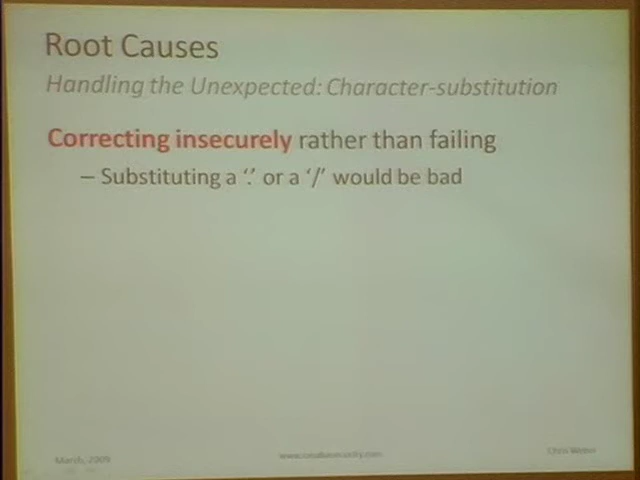 Root Causes
Handling the Unexpected: Character-substitution
Correcting insecurely rather than failing
– Substituting a ‘.’ or a ‘/’ would be bad
March, 2009
Chris Weber